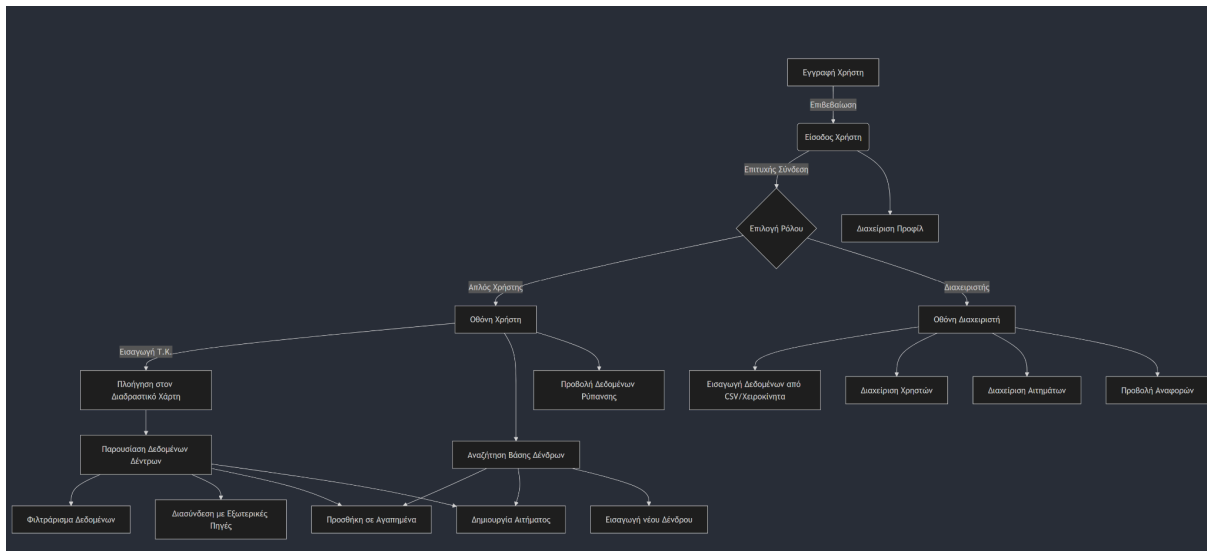 Εγγραφή Χρήστη
Επιβεβαίωση
Είσοδος Χρήστη
Επιτυχής Σύνδεση
Επιλογή Ρόλου
Διαχείριση Προφίλ
Απλός Χρήστης
Διαχειριστής
Οθόνη Χρήστη
Οθόνη Διαχειριστή
Εισαγωγή Τ.Κ.
Πλοήγηση στον
Διαδραστικό Χάρτη
Προβολή Δεδομένων
Ρύπανσης
Εισαγωγή Δεδομένων από
CSV/Χειροκίνητα
Διαχείριση Χρηστών
Διαχείριση Αιτημάτων
Προβολή Αναφορών
Παρουσίαση Δεδομένων
Δέντρων
Αναζήτηση Βάσης Δένδρων
Φιλτράρισμα Δεδομένων
Διασύνδεση με Εξωτερικές
Πηγές
Προσθήκη σε Αγαπημένα
Δημιουργία Αιτήματος
Εισαγωγή νέου Δένδρου